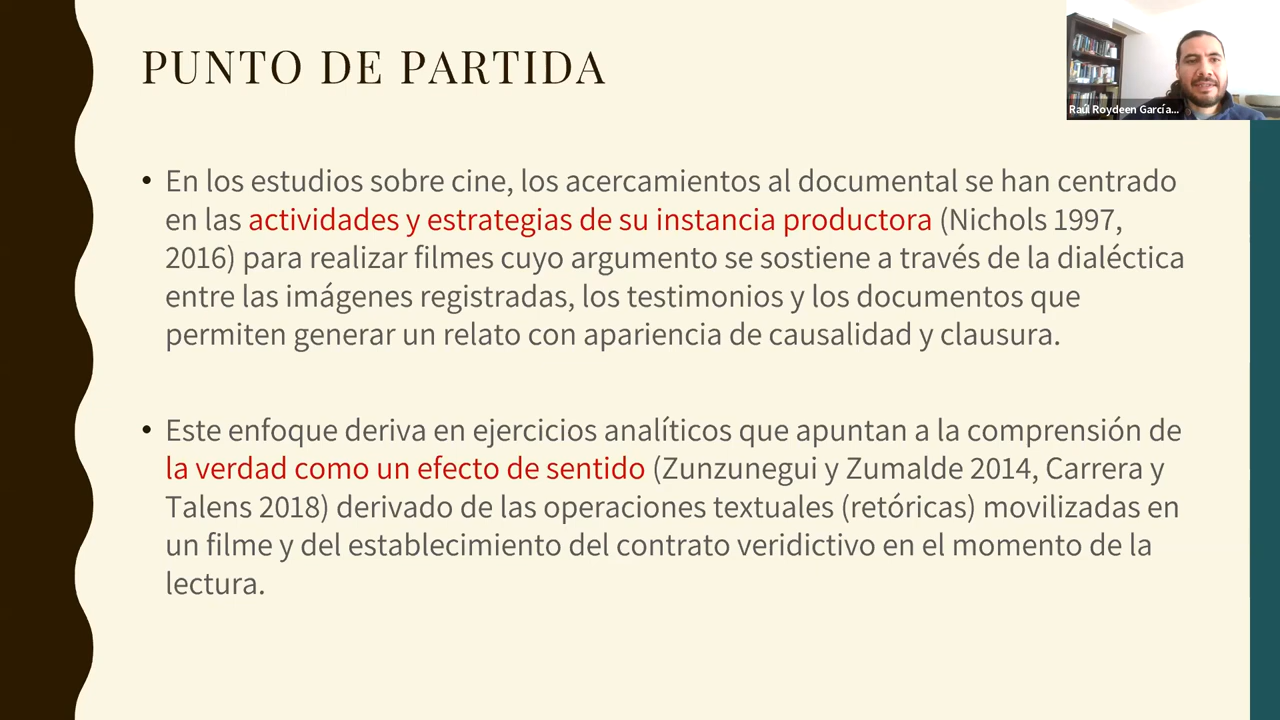 PUNTO DE PARTIDA
Raúl Roydeen García...
• En los estudios sobre cine, los acercamientos al documental se han centrado
en las actividades y estrategias de su instancia productora (Nichols 1997,
2016) para realizar filmes cuyo argumento se sostiene a través de la dialéctica
entre las imágenes registradas, los testimonios y los documentos que
permiten generar un relato con apariencia de causalidad y clausura.
• Este enfoque deriva en ejercicios analíticos que apuntan a la comprensión de
la verdad como un efecto de sentido (Zunzunegui y Zumalde 2014, Carrera y
Talens 2018) derivado de las operaciones textuales (retóricas) movilizadas en
un filme y del establecimiento del contrato veridictivo en el momento de la
lectura.